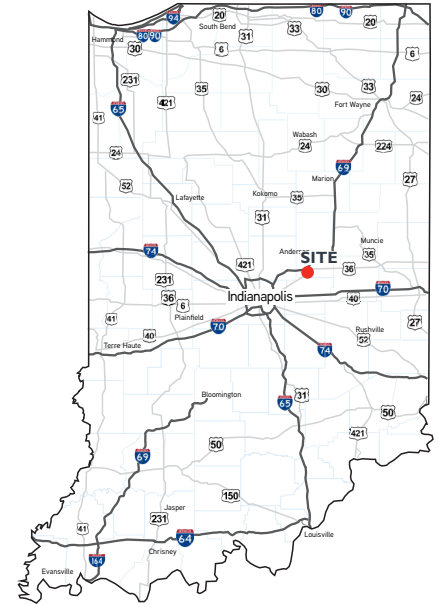 94
20
80
90
South Bend
33
20
Hammond
80 90
31
30
6
6
231
35
30
33
421
24
65
Fort Wayne
41
Wabash
24
24
224
69
Marion
27
52
Kokomo
35
Lafayette
31
Muncie
74
Anderson
35
SITE
421
36
231
70
36
Indianapolis
40
6
41
Plainfield
27
70
Rushville
40
52
Terre Haute
74
Bloomington
31
65
50
421
50
69
150
Jasper
231
41
64
Louisville
Chrisney
164
Evansville